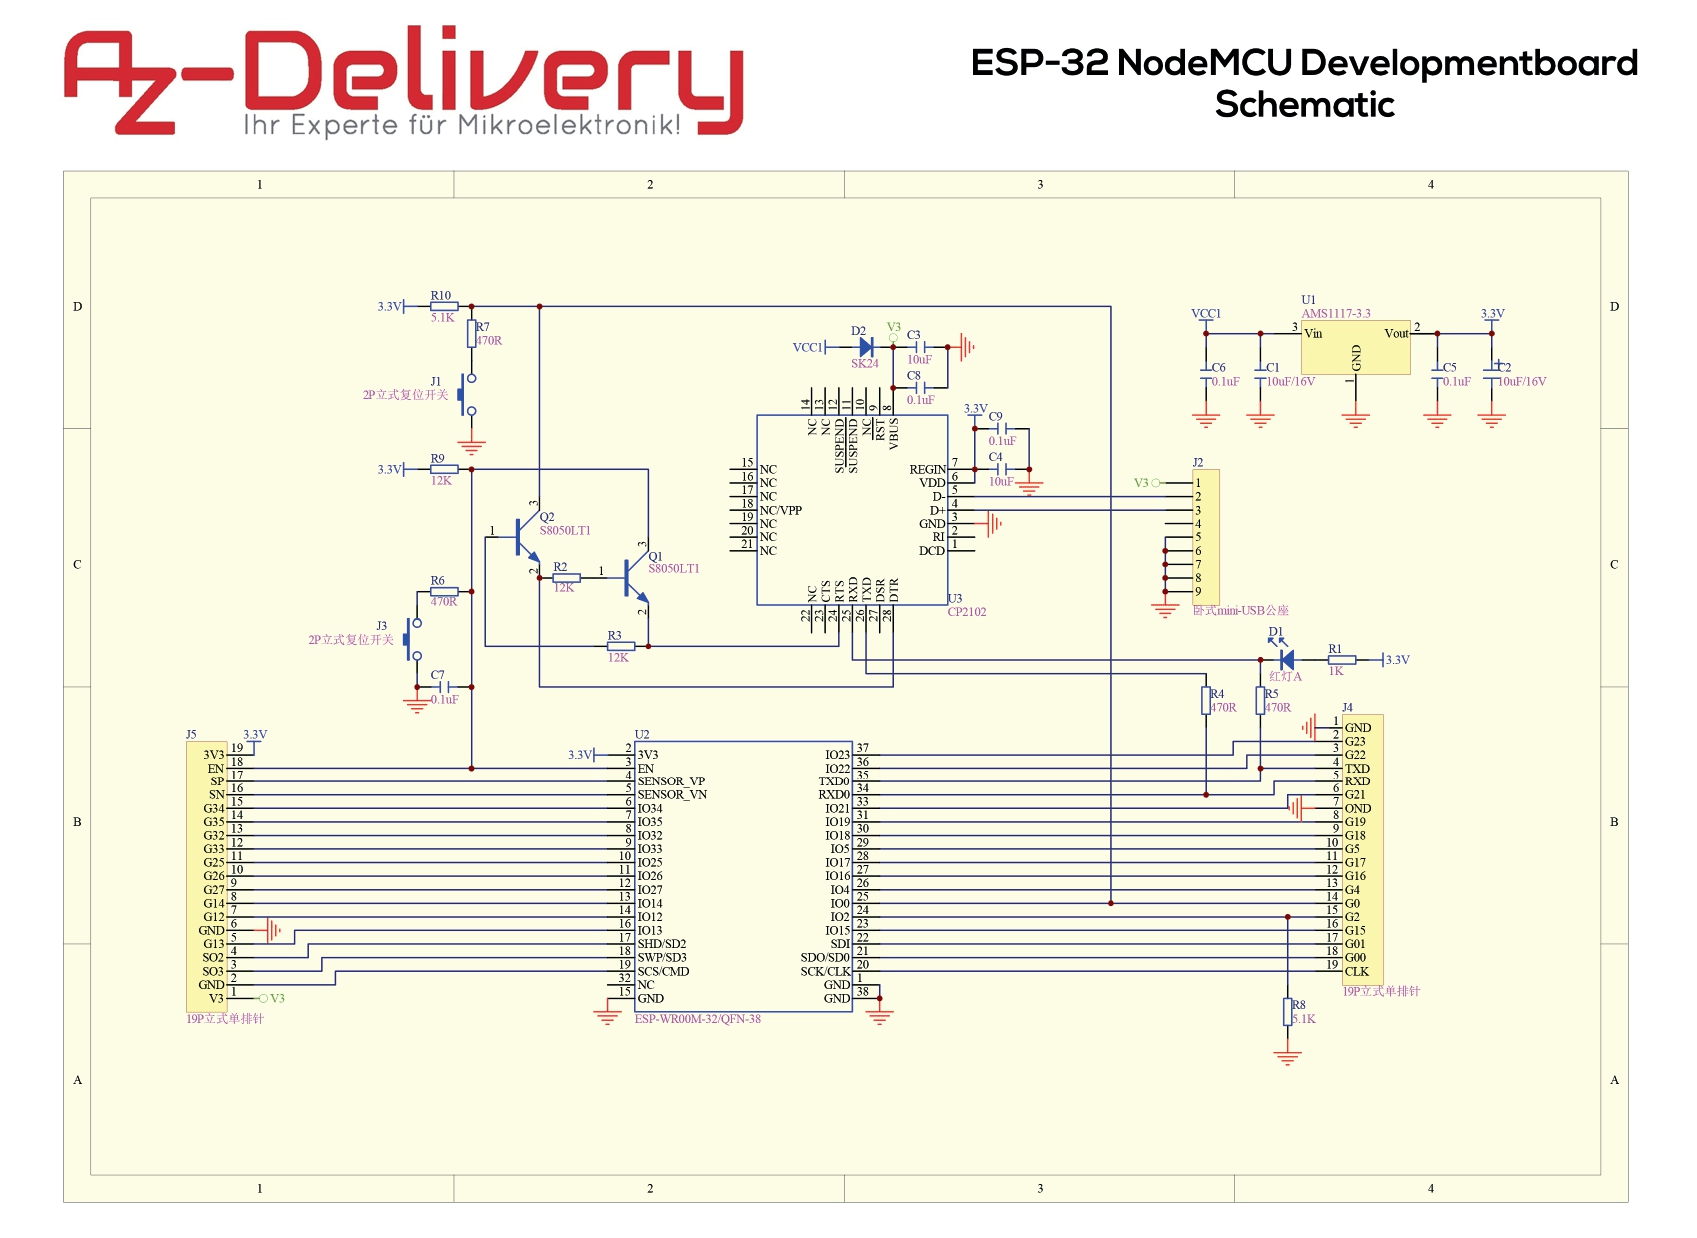 Az-Delivery
Ihr Experte für Mikroelektronik!
ESP-32 NodeMCU Developmentboard
Schematic
1 2 3 4
D D
C C
B B
A A
1 2 3 4
3.3V
R10
5.1K
R7
470R
J1
2P立式复位开关
3.3V
R9
12K
R6
470R
J3
2P立式复位开关
C7
0.1uF
3
1
Q2
S8050LT1
2
R2
12K
1
3
Q1
S8050LT1
2
R3
12K
VCC1
D2
SK24
V3
C3
10uF
C8
0.1uF
14 13 12 11 10 9 8
NC NC SUSPEND SUSPEND NC RST VBUS
15 NC
16 NC
17 NC
18 NC/VPP
19 NC
20 NC
21 NC
REGIN 7
VDD 6
D- 5
D+ 4
GND 3
RI 2
DCD 1
NC CTS RTS RXD TXD DSR DTR
22 23 24 25 26 27 28
U3
CP2102
3.3V
C9
0.1uF
C4
10uF
VCC1
C6
0.1uF
C1
10uF/16V
U1
AMS1117-3.3
3 Vin
Vout 2
GND
1
3.3V
C5
0.1uF
C2
10uF/16V
J2
V3
1
2
3
4
5
6
7
8
9
卧式mini-USB公座
D1
红灯A
R1
1K
3.3V
R4
470R
R5
470R
J5
3.3V
3V3 19
EN 18
SP 17
SN 16
G34 15
G35 14
G32 13
G33 12
G25 11
G26 10
G27 9
G14 8
G12 7
GND 6
G13 5
SO2 4
SO3 3
GND 2
V3 1 V3
19P立式单排针
U2
3.3V
2 3V3
3 EN
4 SENSOR_VP
5 SENSOR_VN
6 IO34
7 IO35
8 IO32
9 IO33
10 IO25
11 IO26
12 IO27
13 IO14
14 IO12
16 IO13
17 SHD/SD2
18 SWP/SD3
19 SCS/CMD
32 NC
15 GND
IO23 37
IO22 36
TXD0 35
RXD0 34
IO21 33
IO19 31
IO18 30
IO5 29
IO17 28
IO16 27
IO4 26
IO0 25
IO2 24
IO15 23
SDI 22
SDO/SD0 21
SCK/CLK 20
GND 1
GND 38
ESP-WR00M-32/QFN-38
J4
1 GND
2 G23
3 G22
4 TXD
5 RXD
6 G21
7 OND
8 G19
9 G18
10 G5
11 G17
12 G16
13 G4
14 G0
15 G2
16 G15
17 G01
18 G00
19 CLK
19P立式单排针
R8
5.1K